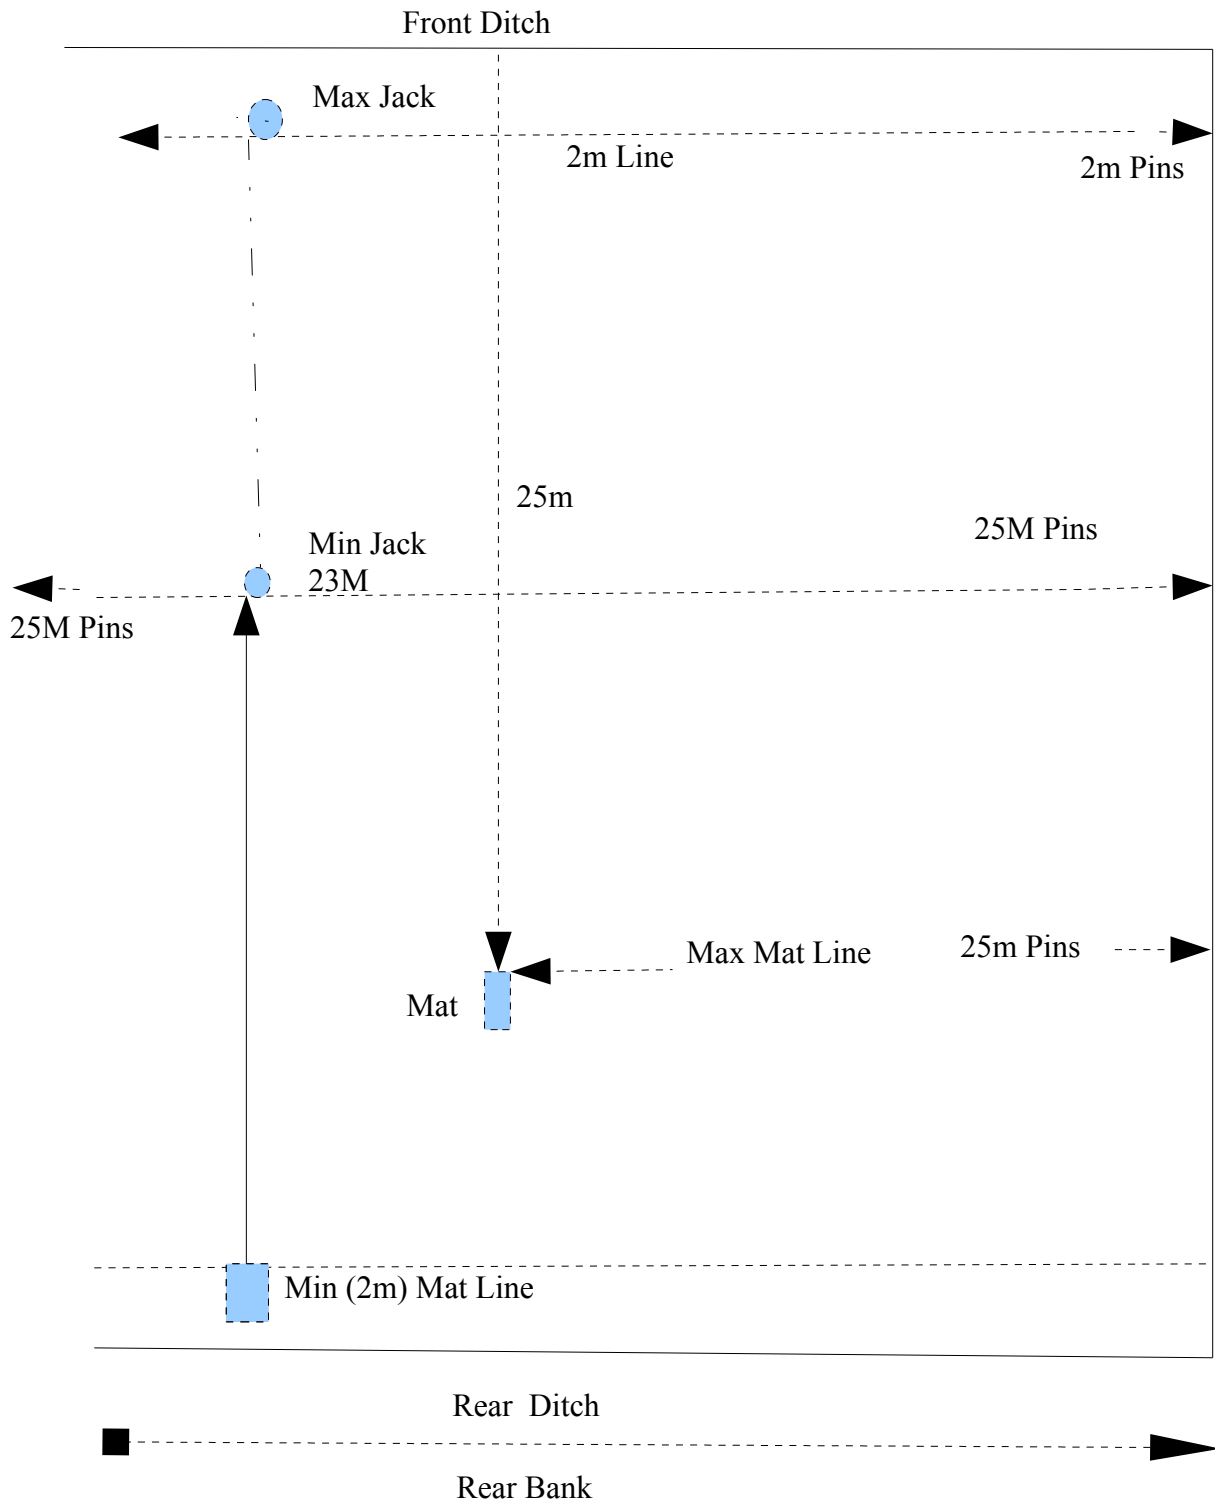 Front Ditch
Max Jack
2m Line
2m Pins
25m
25M Pins
Min Jack
23M
25M Pins
Max Mat Line
25m Pins
Mat
Min (2m) Mat Line
Rear Ditch
Rear Bank